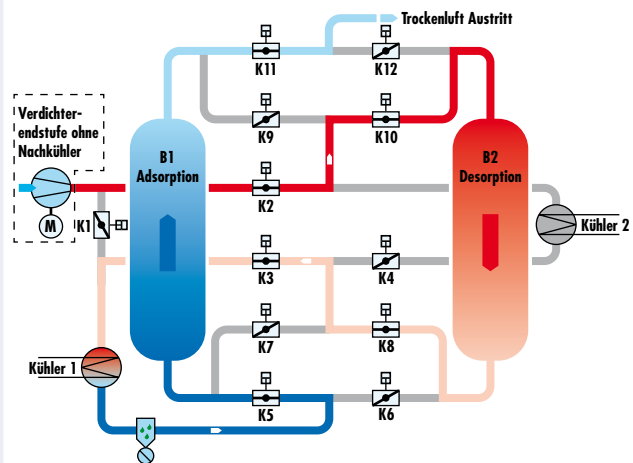 Trockenluft Austritt
K11
K12
Verdichter-
endstufe ohne
Nachkühler
K9
K10
B1
Adsorption
B2
Desorption
K2
M
K1
Kühler 2
K3
K4
K7
K8
Kühler 1
K5
K6